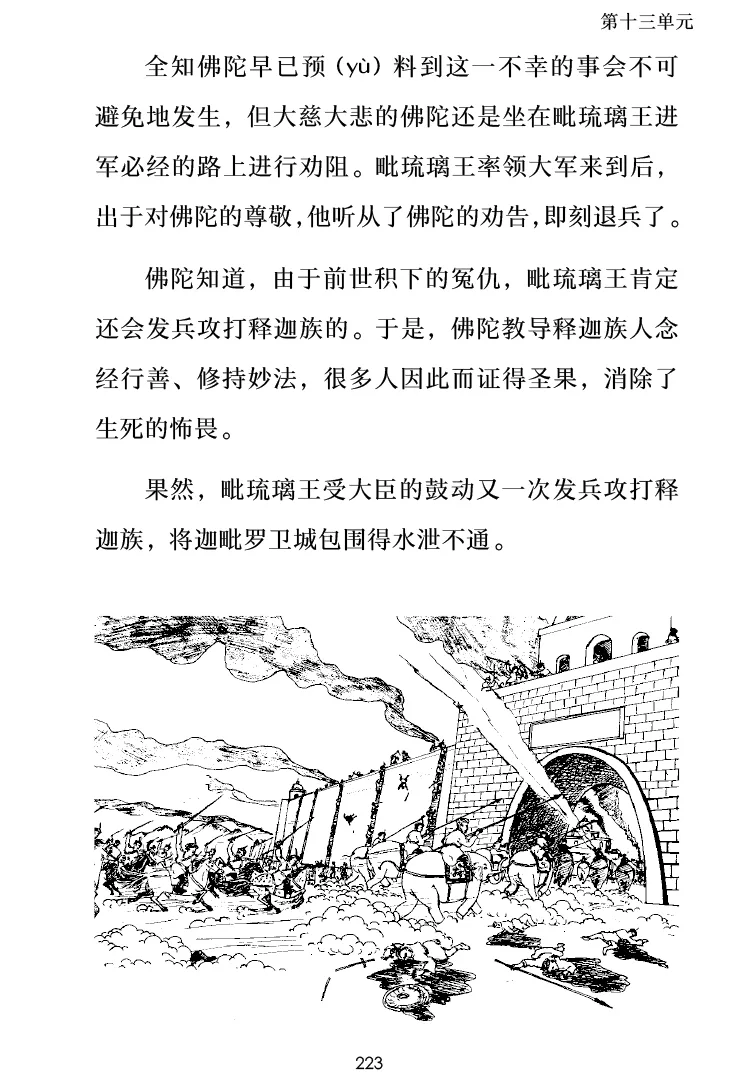 第十三单元
全知佛陀早已预（yù）料到这一不幸的事会不可
避免地发生，但大慈大悲的佛陀还是坐在毗琉璃王进
军必经的路上进行劝阻。毗琉璃王率领大军来到后，
出于对佛陀的尊敬，他听从了佛陀的劝告，即刻退兵了。
佛陀知道，由于前世积下的冤仇，毗琉璃王肯定
还会发兵攻打释迦族的。于是，佛陀教导释迦族人念
经行善、修持妙法，很多人因此而证得圣果，消除了
生死的怖畏。
果然，毗琉璃王受大臣的鼓动又一次发兵攻打释
迦族，将迦毗罗卫城包围得水泄不通。
223